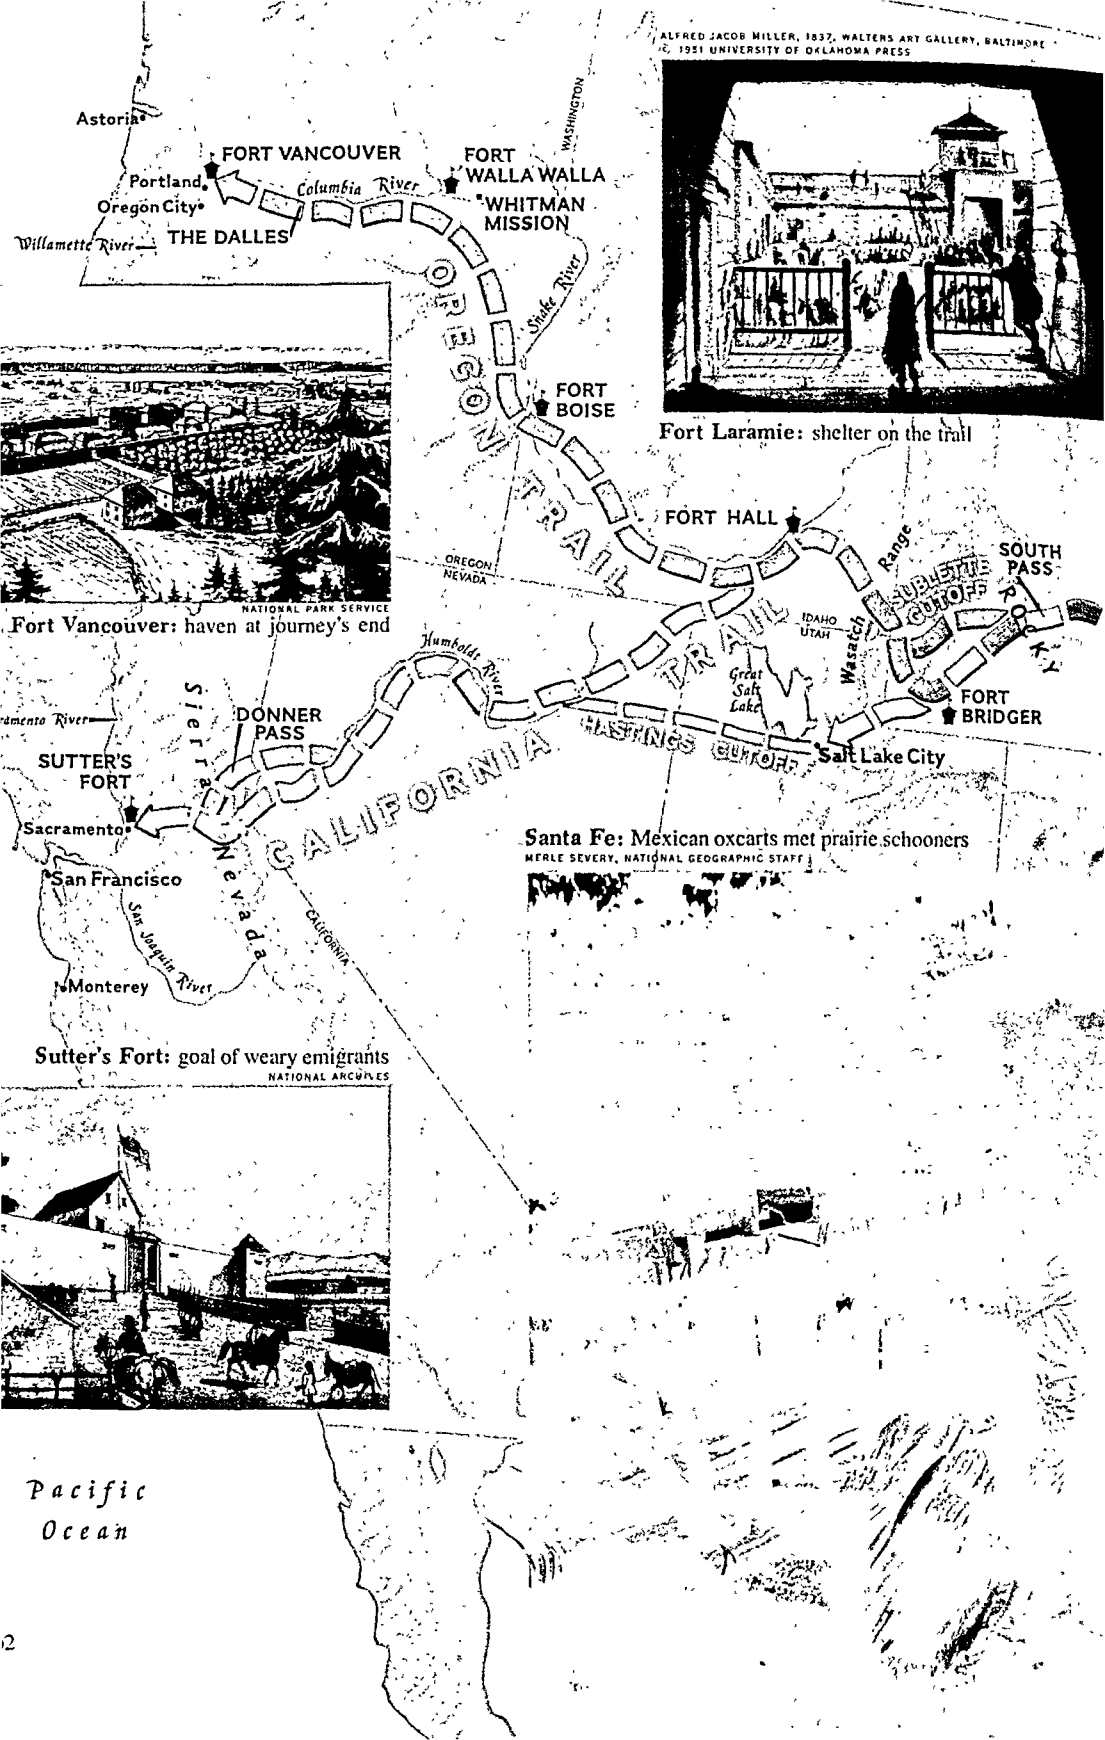 ALFRED JACOB MILLER, 1837, WALTERS ART GALLERY, BALTIMORE
© 1951 UNIVERSITY OF OKLAHOMA PRESS
WASHINGTON
Astoria
FORT VANCOUVER
FORT
WALLA WALLA
Portland
Columbia River
Oregon City
WHITMAN
MISSION
Willamette River
THE DALLES
OREGON TRAIL
Snake River
FORT
BOISE
Fort Laramie: shelter on the trail
FORT HALL
Range
SOUTH
PASS
OREGON
NEVADA
SUBLETTE
CUTOFF
ROCKY
NATIONAL PARK SERVICE
Fort Vancouver: haven at journey's end
IDAHO
UTAH
Wasatch
Humboldt River
TRAIL
Great
Salt
Lake
Sierra
ramento River
DONNER
PASS
FORT
BRIDGER
HASTINGS CUTOFF
SUTTER'S
FORT
Salt Lake City
CALIFORNIA
Sacramento
Santa Fe: Mexican oxcarts met prairie schooners
MERLE SEVERY, NATIONAL GEOGRAPHIC STAFF
San Francisco
Nevada
San Joaquin River
CALIFORNIA
Monterey
Sutter's Fort: goal of weary emigrants
NATIONAL ARCHIVES
Pacific
Ocean
02